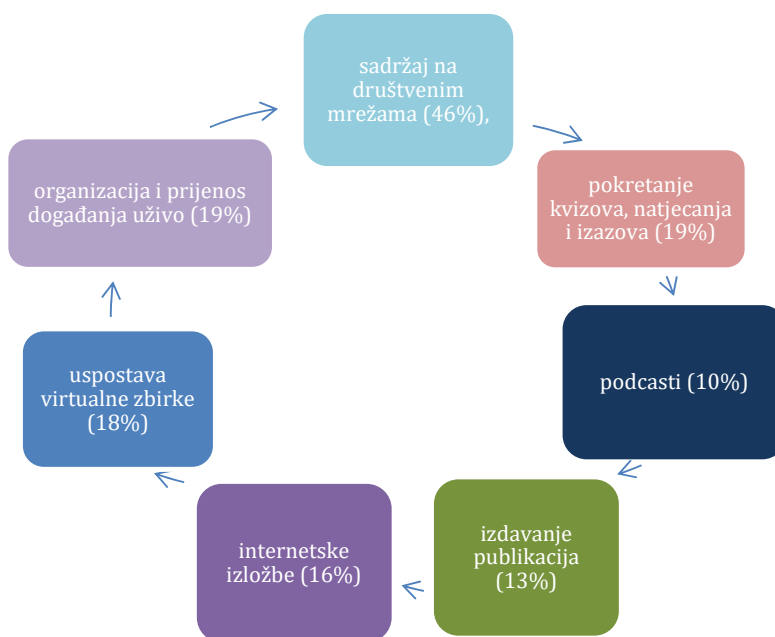 sadržaj na
društvenim
mrežama (46%),
pokretanje
kvizova, natjecanja
i izazova (19%)
podcasti (10%)
izdavanje
publikacija
(13%)
internetske
izložbe (16%)
uspostava
virtualne zbirke
(18%)
organizacija i prijenos
događanja uživo (19%)